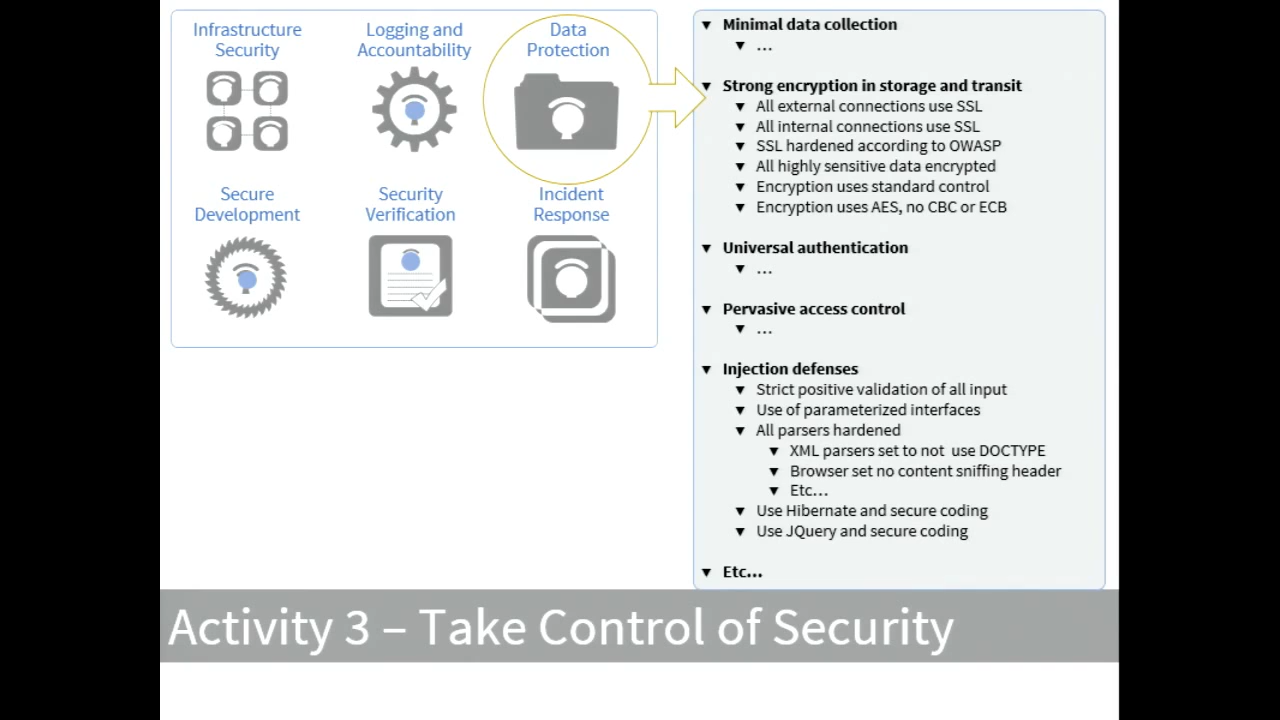 Infrastructure
Security
Logging and
Accountability
Data
Protection
Secure
Development
Security
Verification
Incident
Response
▼ Minimal data collection
▼ …
▼ Strong encryption in storage and transit
▼ All external connections use SSL
▼ All internal connections use SSL
▼ SSL hardened according to OWASP
▼ All highly sensitive data encrypted
▼ Encryption uses standard control
▼ Encryption uses AES, no CBC or ECB
▼ Universal authentication
▼ …
▼ Pervasive access control
▼ …
▼ Injection defenses
▼ Strict positive validation of all input
▼ Use of parameterized interfaces
▼ All parsers hardened
▼ XML parsers set to not  use DOCTYPE
▼ Browser set no content sniffing header
▼ Etc…
▼ Use Hibernate and secure coding
▼ Use JQuery and secure coding
▼ Etc…
Activity 3 – Take Control of Security